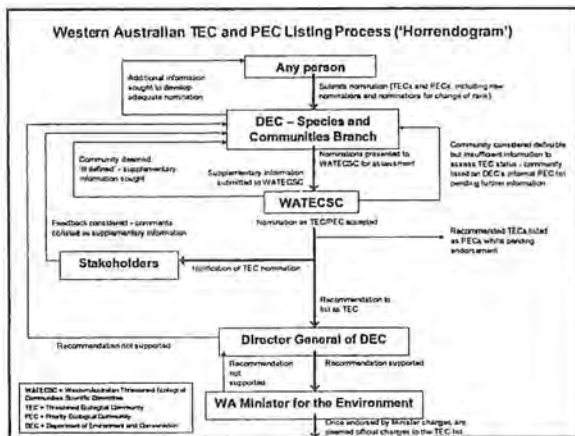 Western Australian TEC and PEC Listing Process ('Horrendogram')
Any person
Additional information
sought to develop
adequate nomination
Submits nomination (TECs and PECs, including new
nominations and nominations for change of rank)
DEC – Species and
Communities Branch
Community deemed
'ill defined' - supplementary
information sought
Supplementary information
submitted to WATECSC
Nominations presented to
WATECSC for assessment
Community considered definable
but insufficient information to
assess TEC status - community
listed on DEC's informal PEC list
pending further information
WATECSC
Nomination as TEC/PEC accepted
Feedback considered – comments
collated as supplementary information
Stakeholders
Notification of TEC nomination
Recommended TECs listed
as PECs whilst pending
endorsement
Recommendation to
list as TEC
Director General of DEC
Recommendation not supported
Recommendation
not
supported
Recommendation supported
WA Minister for the Environment
Once endorsed by Minister changes are
deemed official changes to the TEC list
WATECSC = Western Australian Threatened Ecological
Communities Scientific Committee
TEC = Threatened Ecological Community
PEC = Priority Ecological Community
DEC = Department of Environment and Conservation